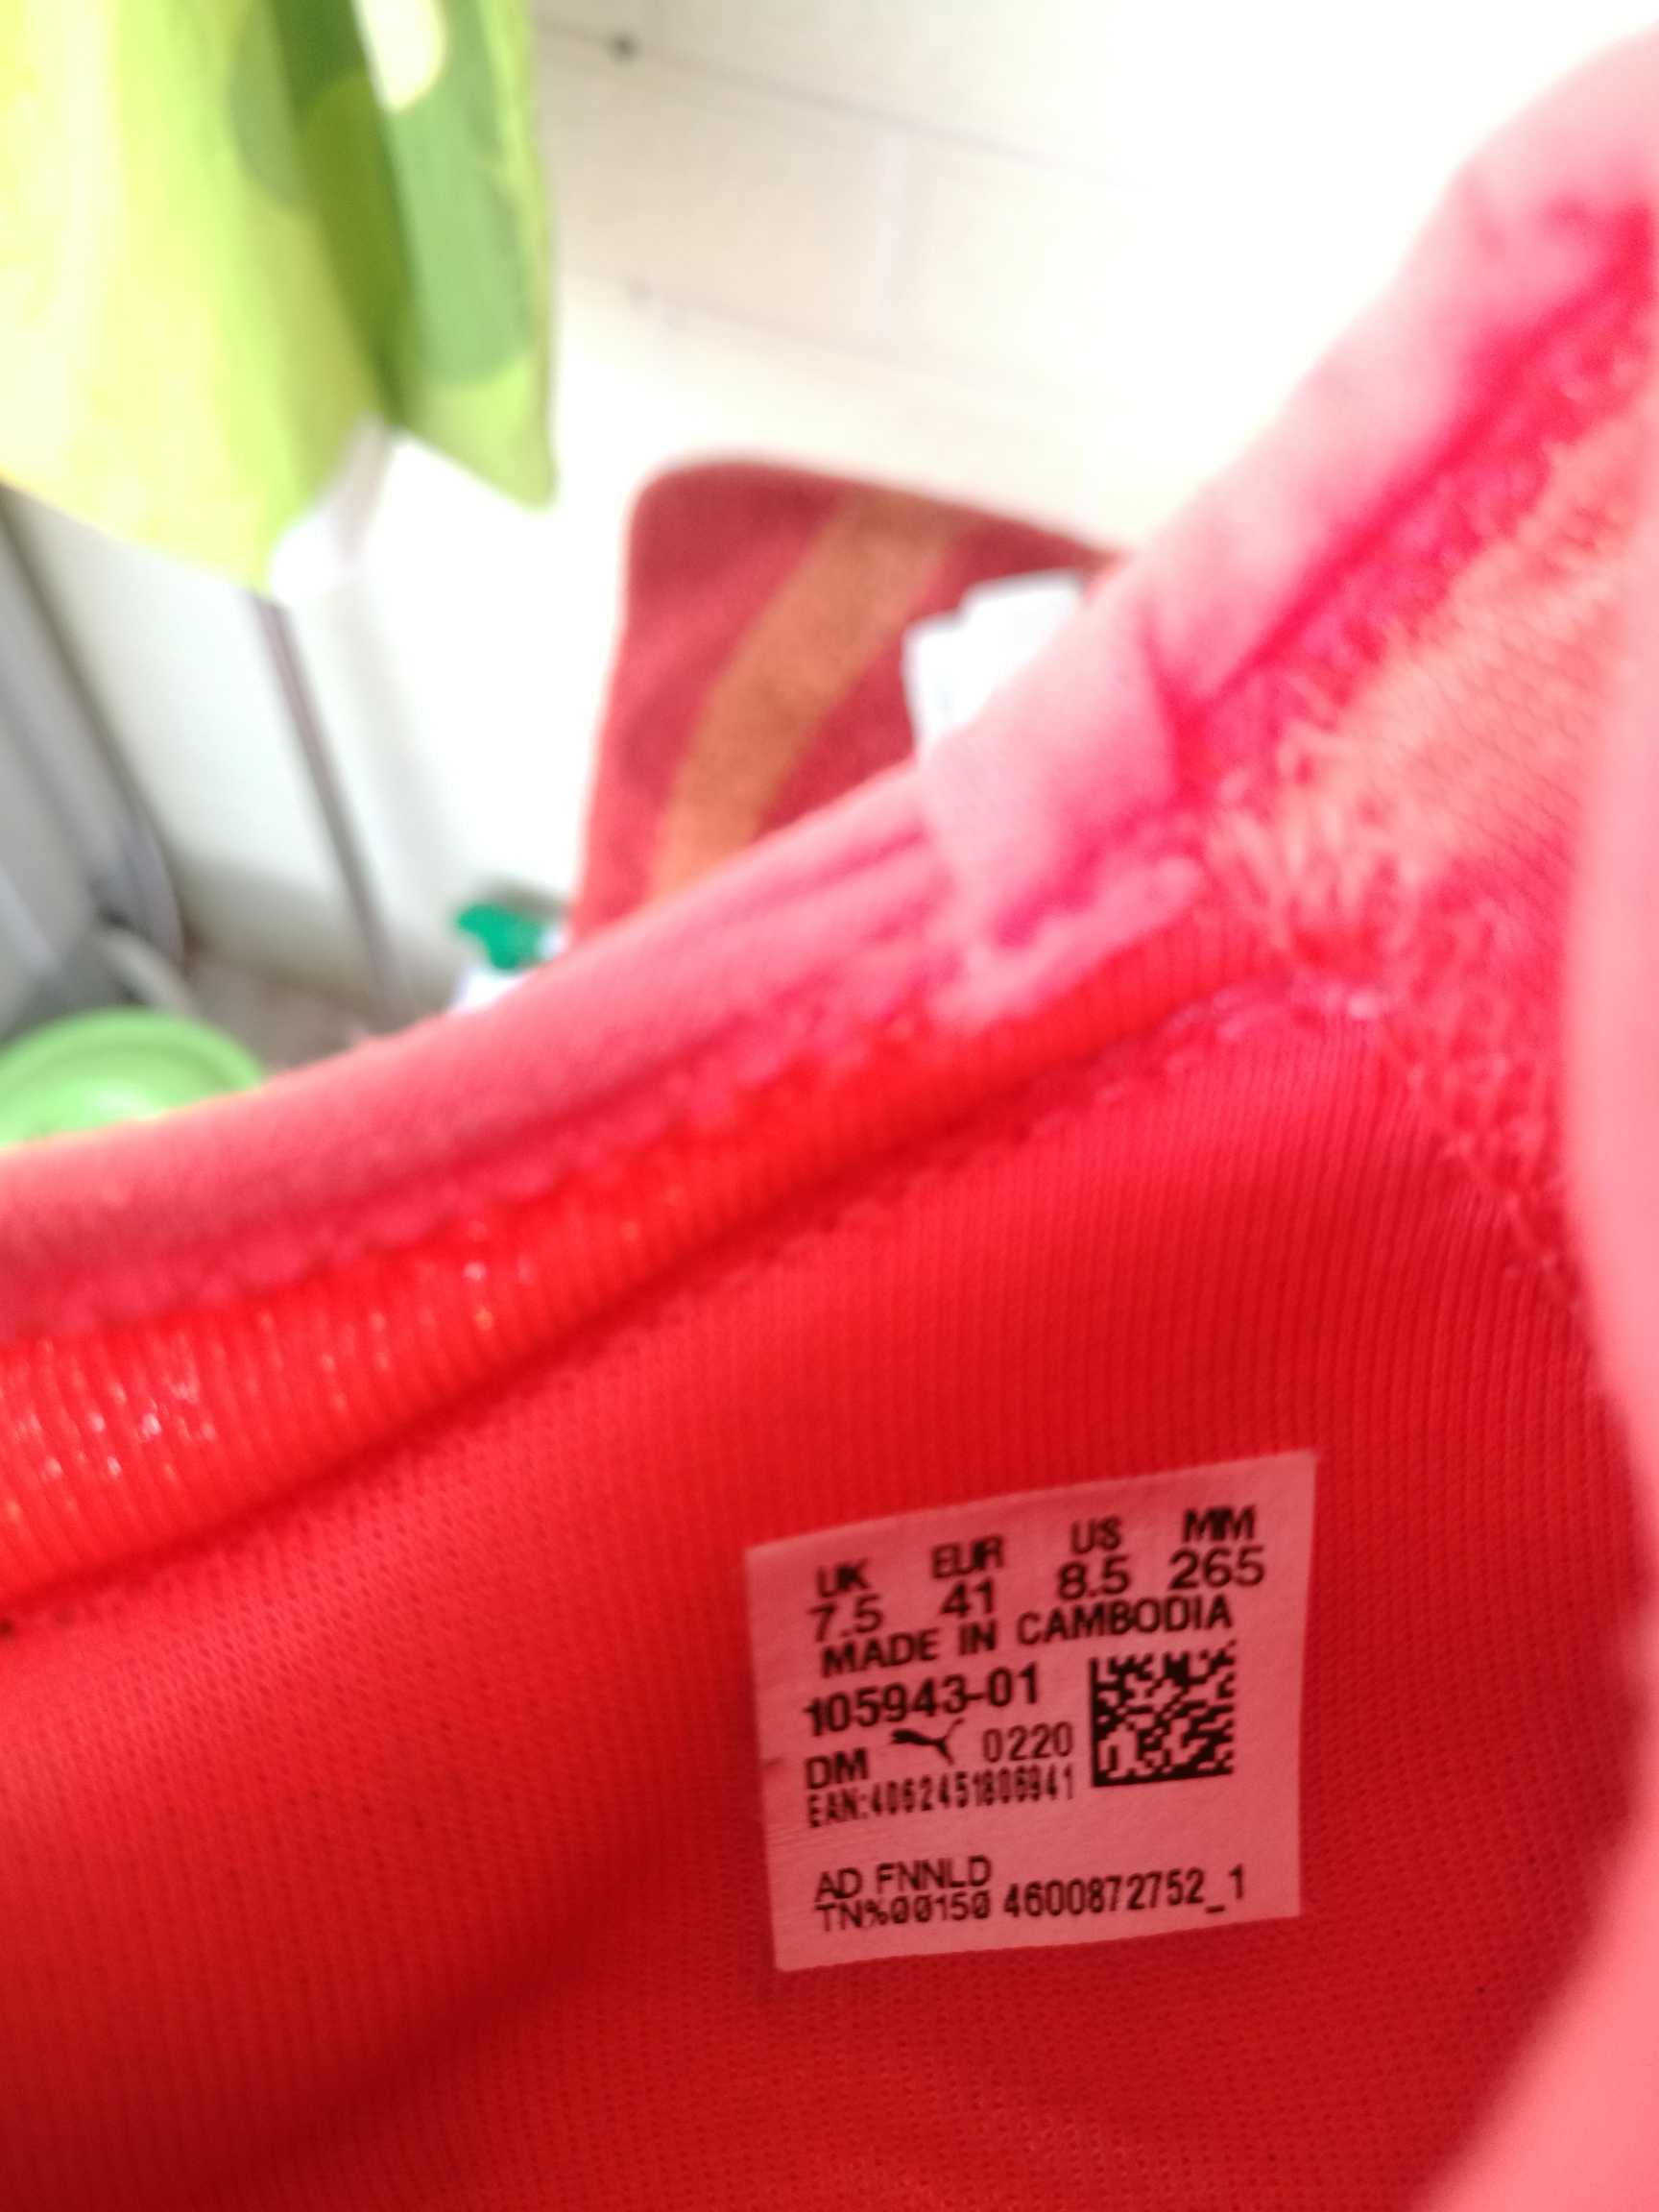 UK EUR US MM
7.5 41 8.5 265
MADE IN CAMBODIA
105943-01
DM 0220
EAN:4062451806941
AD FNNLD
TN%00150 4600872752_1